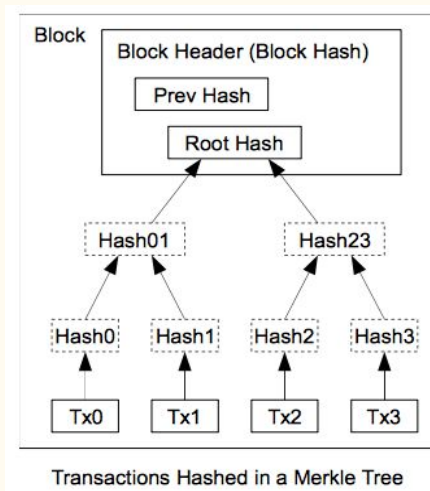 Block
Block Header (Block Hash)
Prev Hash
Root Hash
Hash01 Hash23
Hash0 Hash1 Hash2 Hash3
Tx0 Tx1 Tx2 Tx3
Transactions Hashed in a Merkle Tree